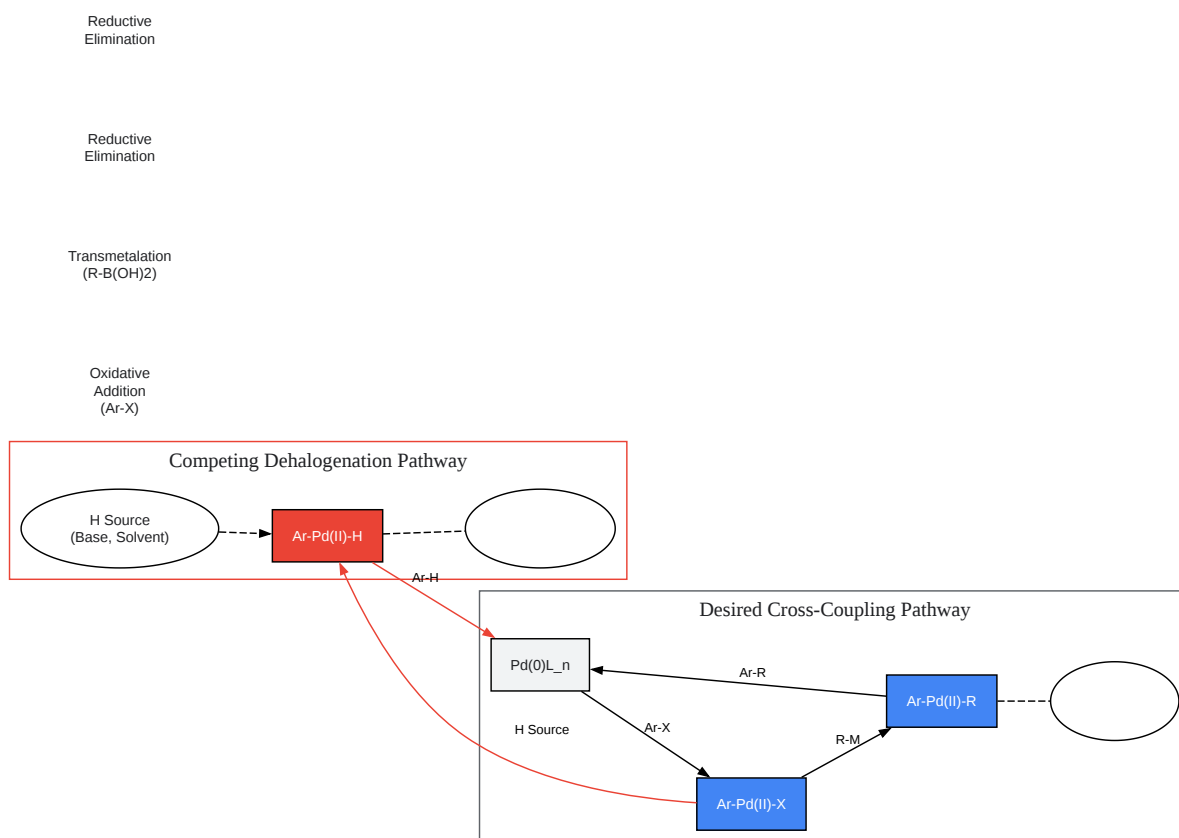 Reductive
Elimination
Reductive
Elimination
Transmetalation
(R-B(OH)2)
Oxidative
Addition
(Ar-X)
Competing Dehalogenation Pathway
H Source
(Base, Solvent)
Ar-Pd(II)-H
Ar-H
Desired Cross-Coupling Pathway
Pd(0)L_n
Ar-R
Ar-Pd(II)-R
H Source
Ar-X
R-M
Ar-Pd(II)-X